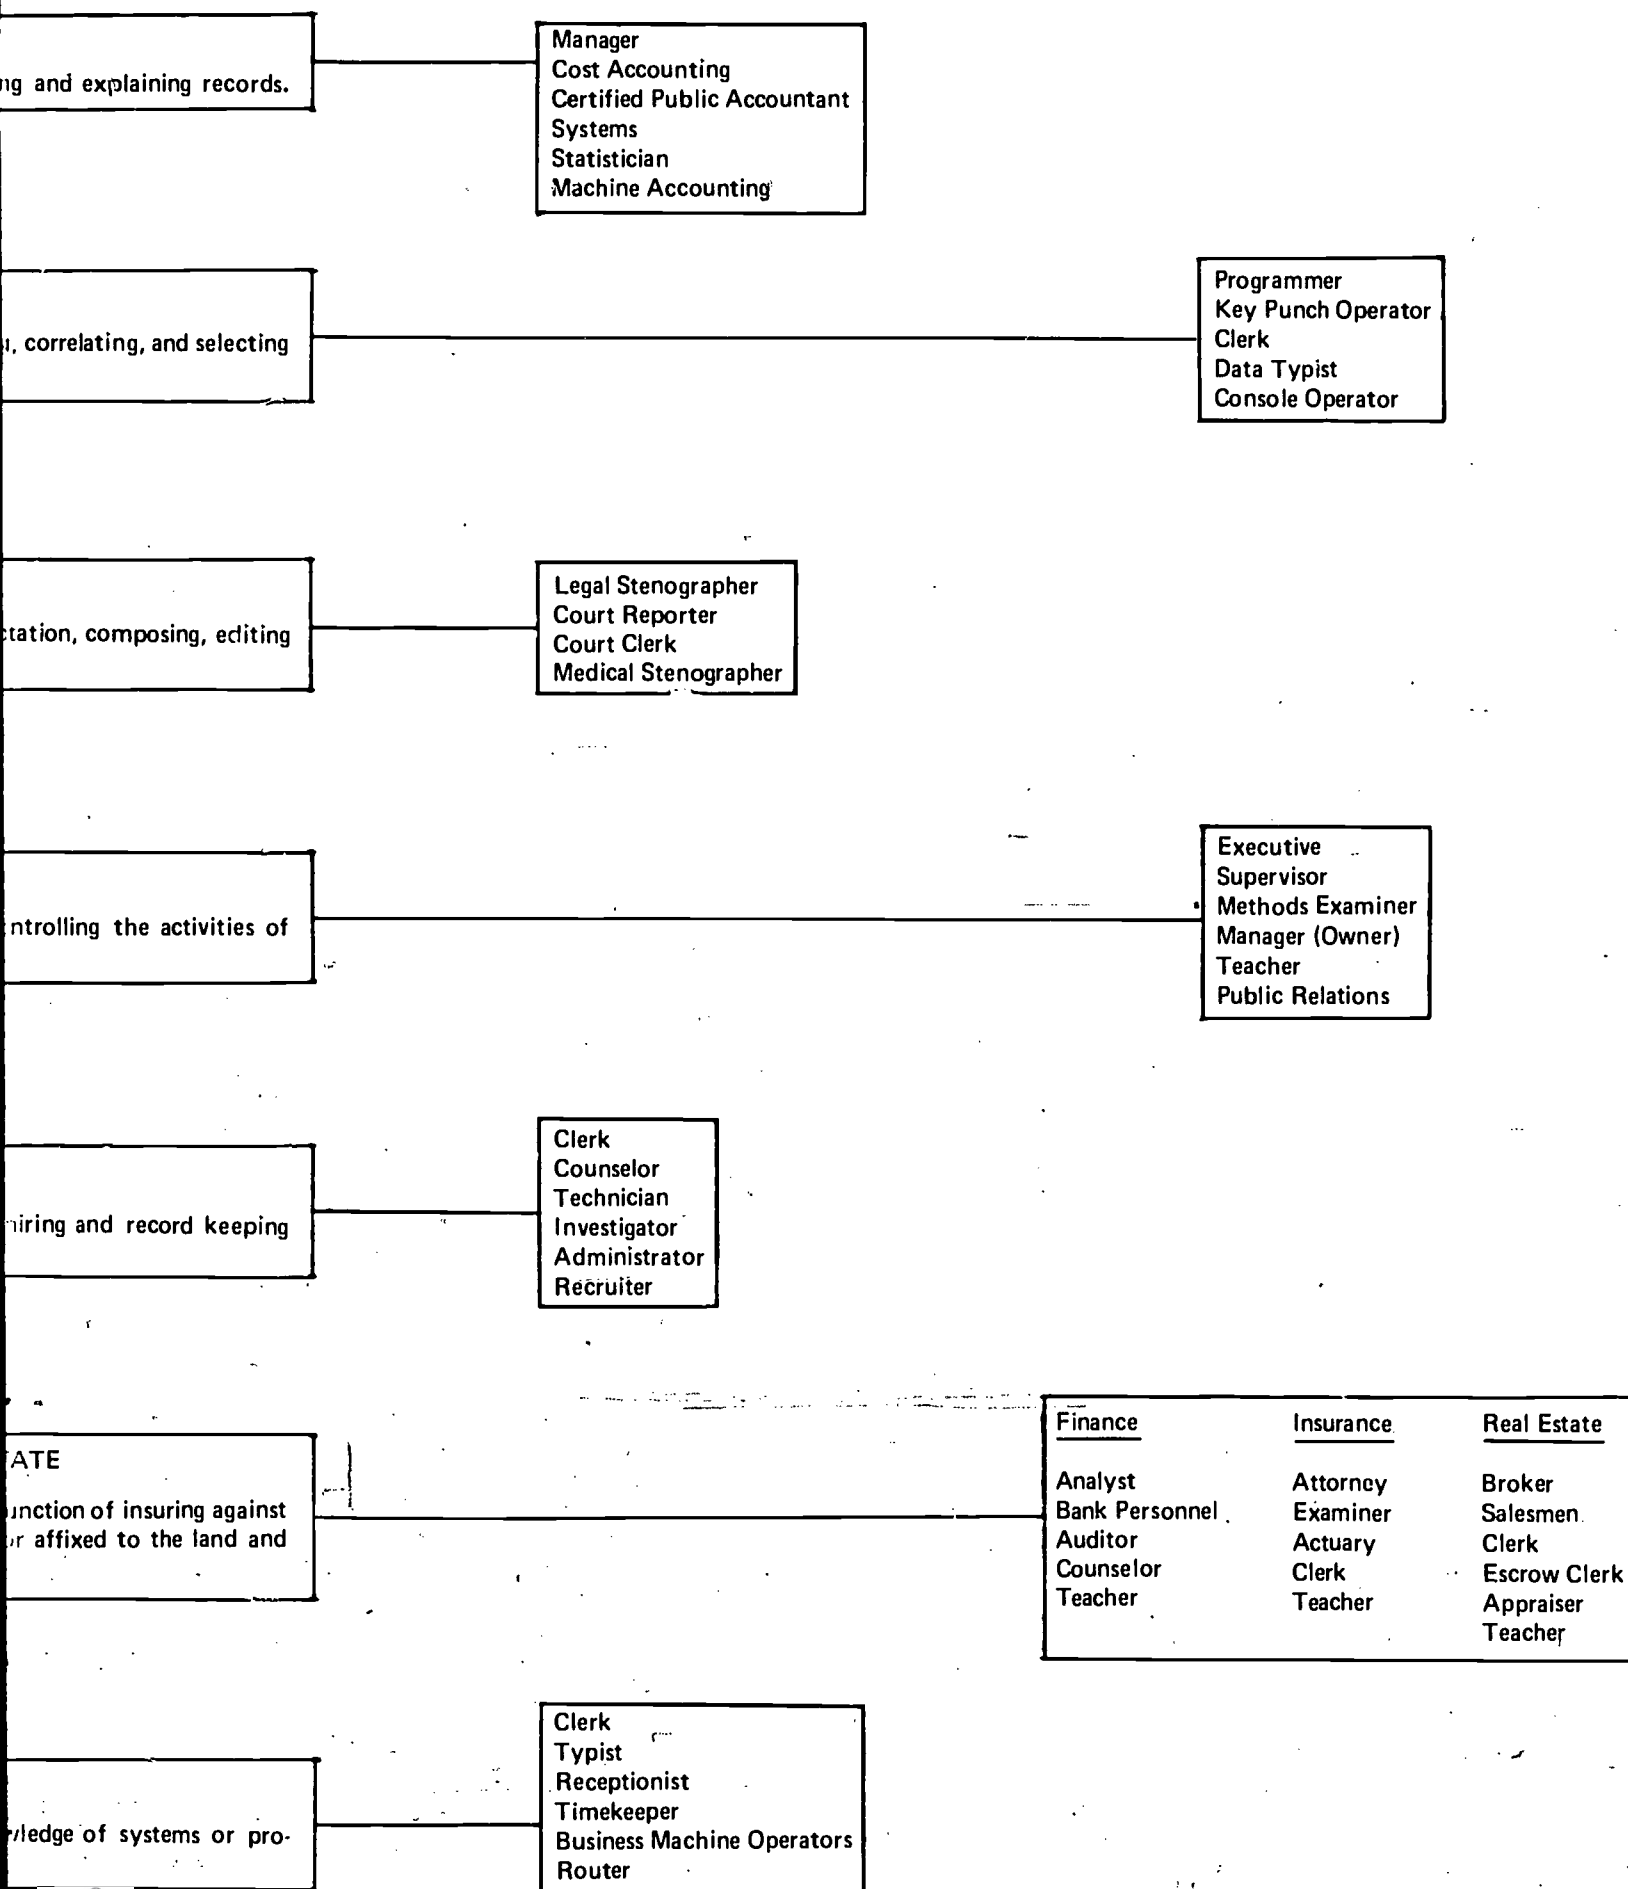 and explaining records.
Manager
Cost Accounting
Certified Public Accountant
Systems
Statistician
Machine Accounting
correlating, and selecting
Programmer
Key Punch Operator
Clerk
Data Typist
Console Operator
composing, editing
Legal Stenographer
Court Reporter
Court Clerk
Medical Stenographer
ntrolling the activities of
Executive
Supervisor
Methods Examiner
Manager (Owner)
Teacher
Public Relations
iring and record keeping
Clerk
Counselor
Technician
Investigator
Administrator
Recruiter
ATE
unction of insuring against
or affixed to the land and
Finance Insurance Real Estate
Analyst Attorney Broker
Bank Personnel Examiner Salesmen
Auditor Actuary Clerk
Counselor Clerk Escrow Clerk
Teacher Teacher Appraiser
Teacher
wledge of systems or pro-
Clerk
Typist
Receptionist
Timekeeper
Business Machine Operators
Router